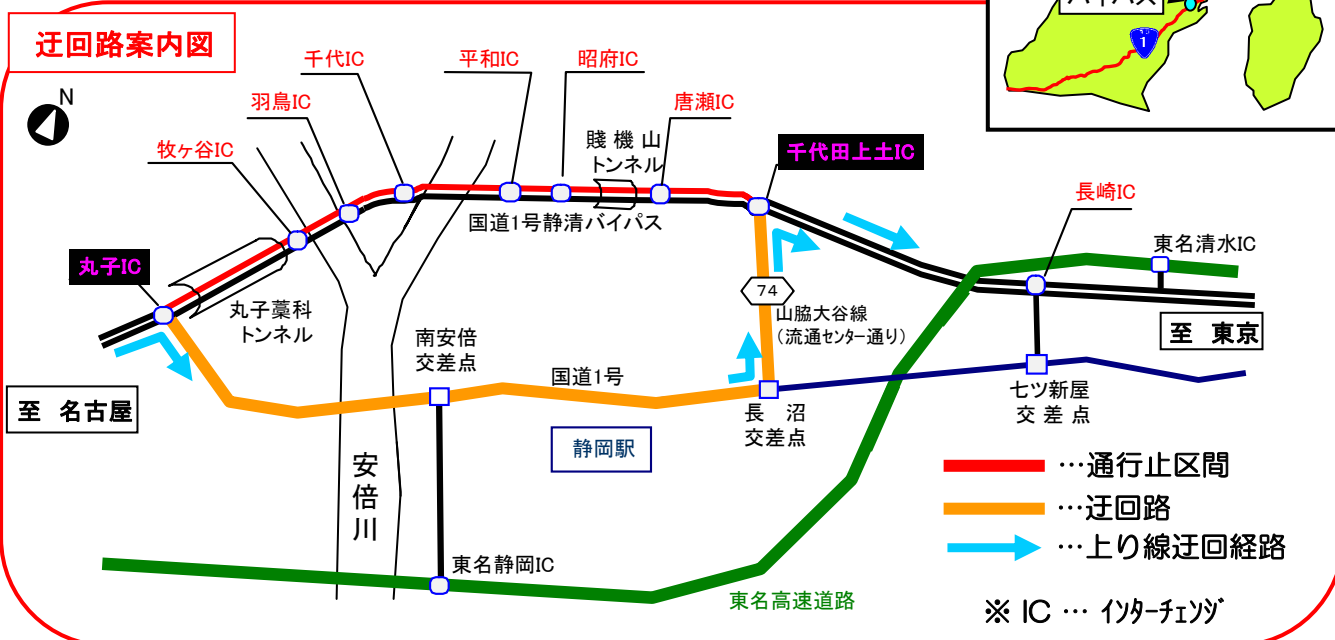 バイパス
1
迂回路案内図
N
千代IC
平和IC
昭府IC
羽鳥IC
唐瀬IC
牧ヶ谷IC
賤機山
トンネル
千代田上土IC
長崎IC
国道1号静清バイパス
東名清水IC
丸子IC
74
丸子藁科
トンネル
山脇大谷線
（流通センター通り）
至 東京
南安倍
交差点
国道1号
至 名古屋
長沼
交差点
七ツ新屋
交差点
静岡駅
安倍川
…通行止区間
…迂回路
…上り線迂回経路
東名静岡IC
東名高速道路
※ IC … インターチェンジ